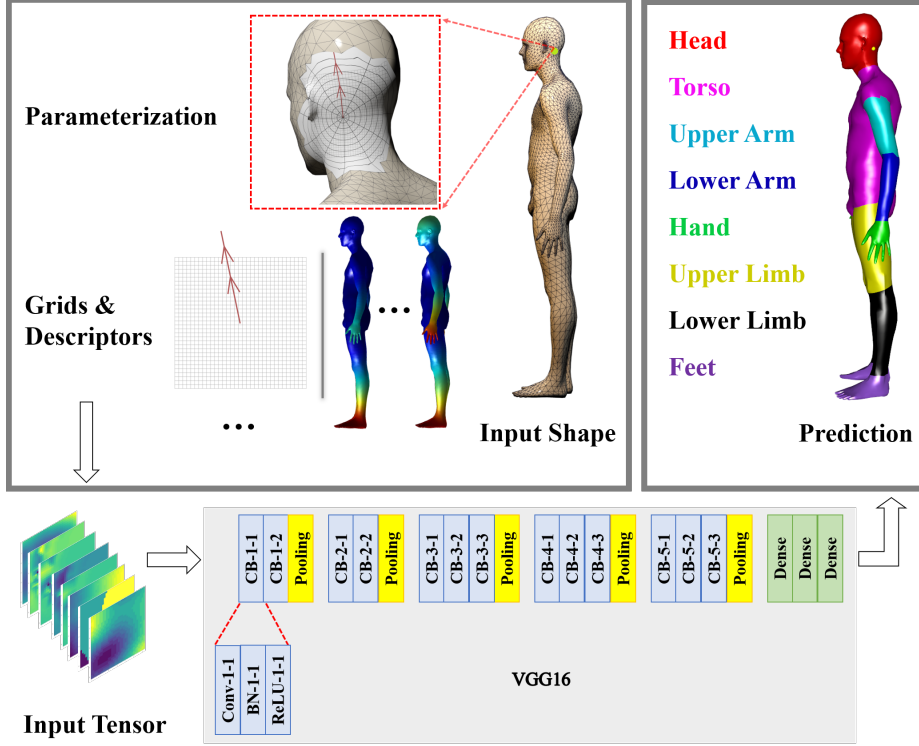 Parameterization
Grids &
Descriptors
...
...
Input Shape
Head
Torso
Upper Arm
Lower Arm
Hand
Upper Limb
Lower Limb
Feet
Prediction
CB-1-1
CB-1-2
Pooling
CB-2-1
CB-2-2
Pooling
CB-3-1
CB-3-2
CB-3-3
Pooling
CB-4-1
CB-4-2
CB-4-3
Pooling
CB-5-1
CB-5-2
CB-5-3
Pooling
Dense
Dense
Dense
Conv-1-1
BN-1-1
ReLU-1-1
VGG16
Input Tensor